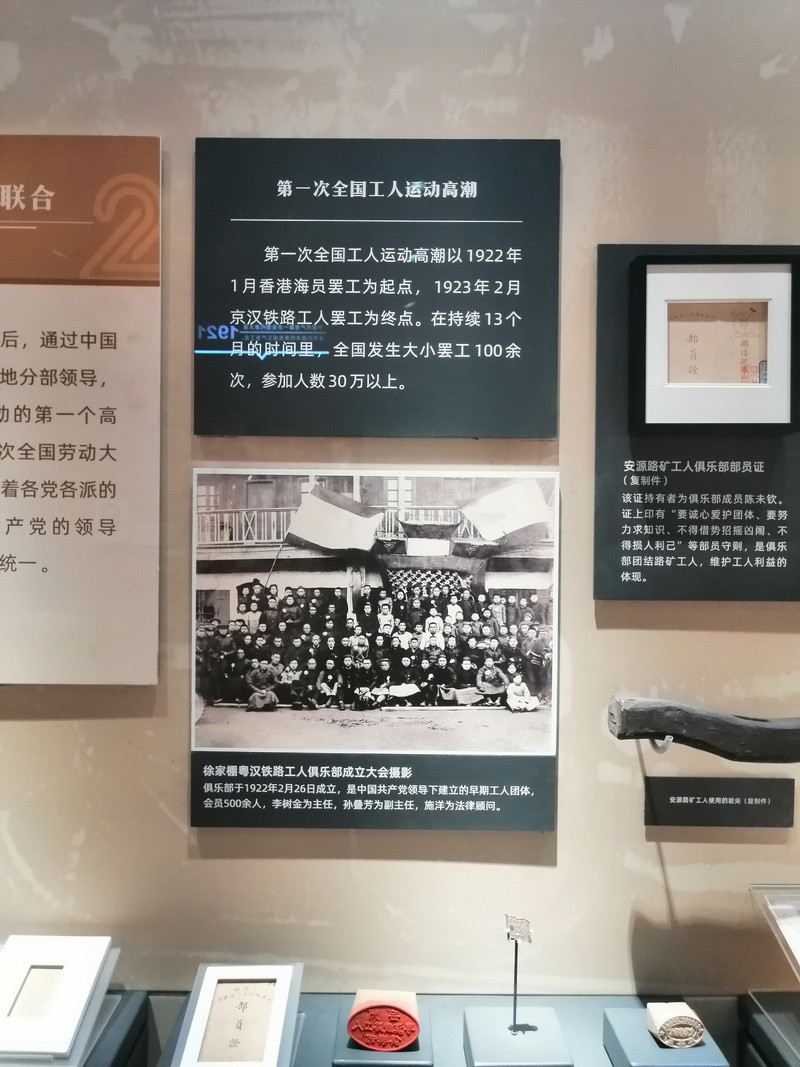 联合
2
后，通过中国
地分部领导，
动的第一个高
次全国劳动大
着各党各派的
产党的领导
统一。
第一次全国工人运动高潮
第一次全国工人运动高潮以1922年
1月香港海员罢工为起点，1923年2月
京汉铁路工人罢工为终点。在持续13个
月的时间里，全国发生大小罢工100余
次，参加人数30万以上。
1921
徐家棚粤汉铁路工人俱乐部成立大会摄影
俱乐部于1922年2月26日成立，是中国共产党领导下建立的早期工人团体，
会员500余人，李树金为主任，孙叠芳为副主任，施洋为法律顾问。
部员證
安源路矿工人俱乐部部员证
（复制件）
该证持有者为俱乐部成员陈未钦。
证上印有“要诚心爱护团体、要努
力求知识、不得借势招摇凶闹、不
得损人利己”等部员守则，是俱乐
部团结路矿工人，维护工人利益的
体现。
安源路矿工人使用的岩尖（复制件）
部員證